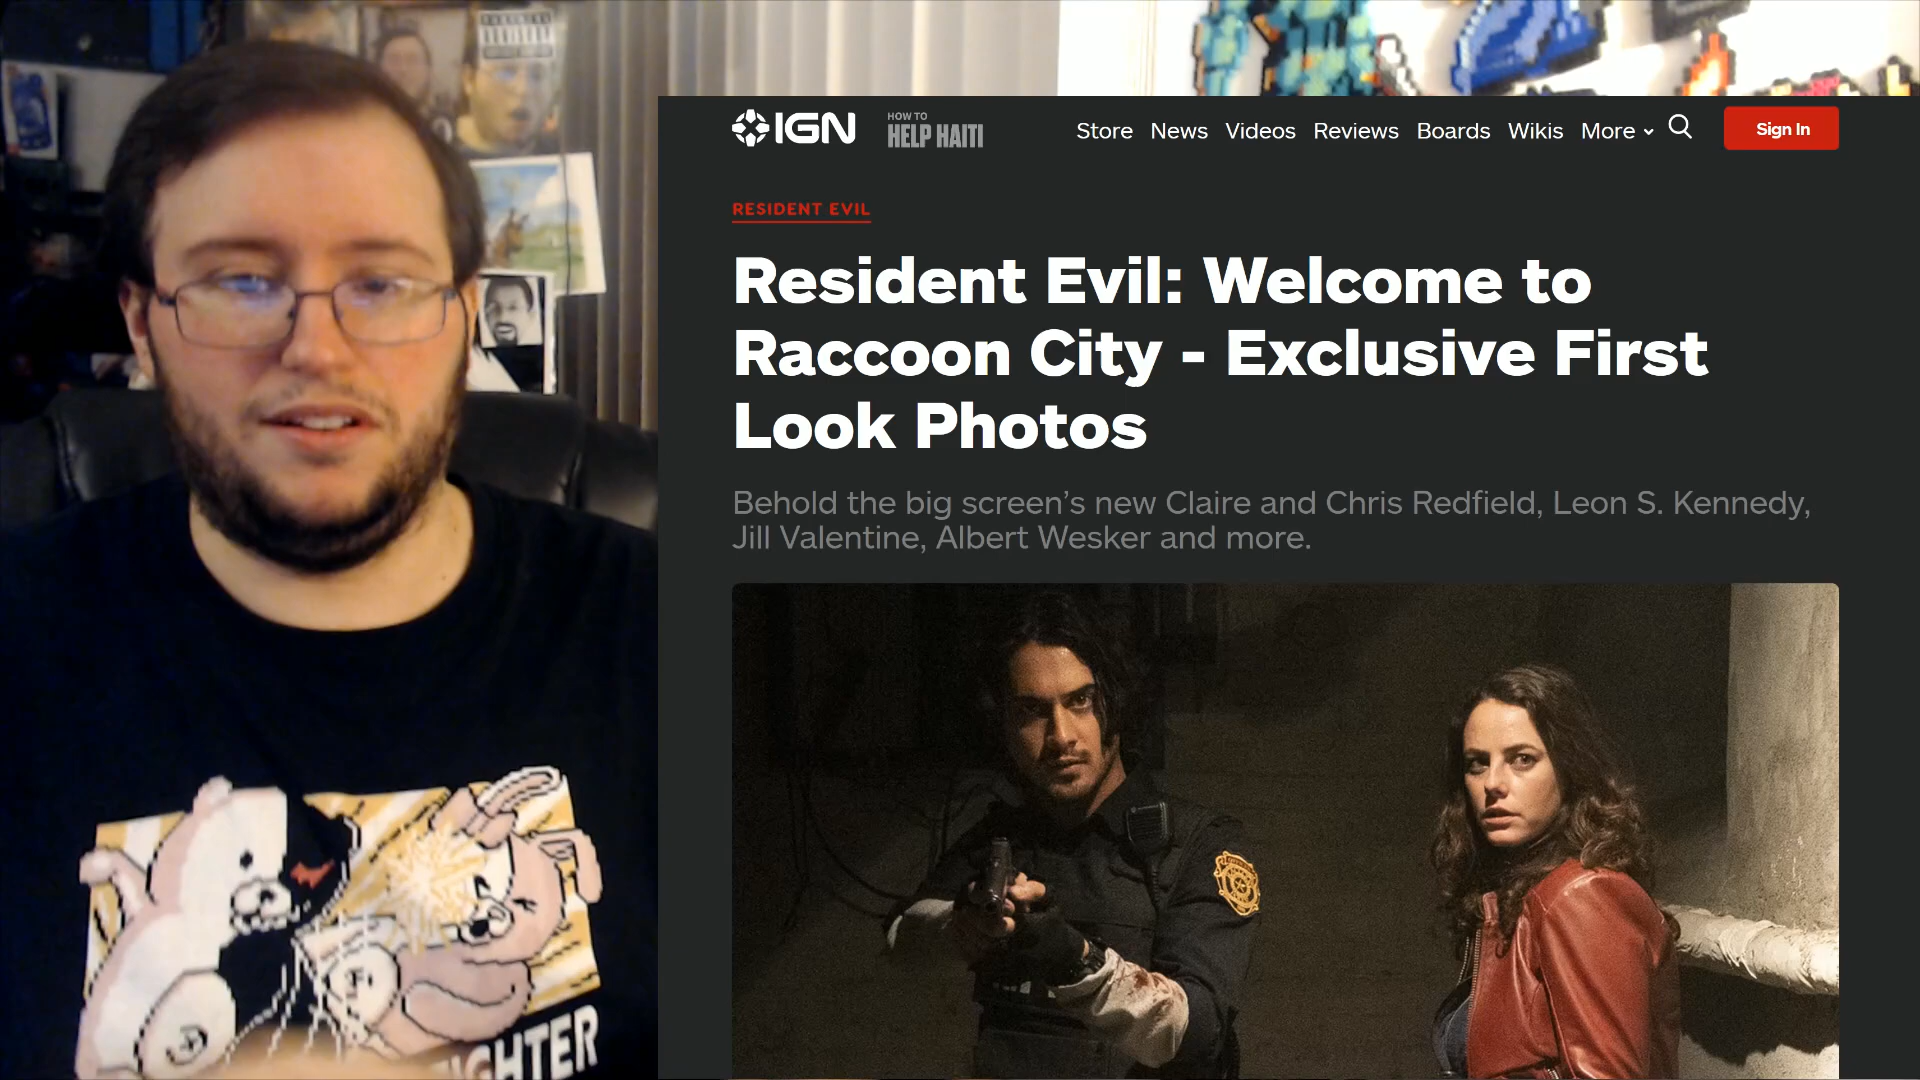 PARENTAL
ADVISORY
IGN
HOW TO
HELP HAITI
Store News Videos Reviews Boards Wikis More
Sign In
RESIDENT EVIL
Resident Evil: Welcome to
Raccoon City - Exclusive First
Look Photos
Behold the big screen’s new Claire and Chris Redfield, Leon S. Kennedy,
Jill Valentine, Albert Wesker and more.